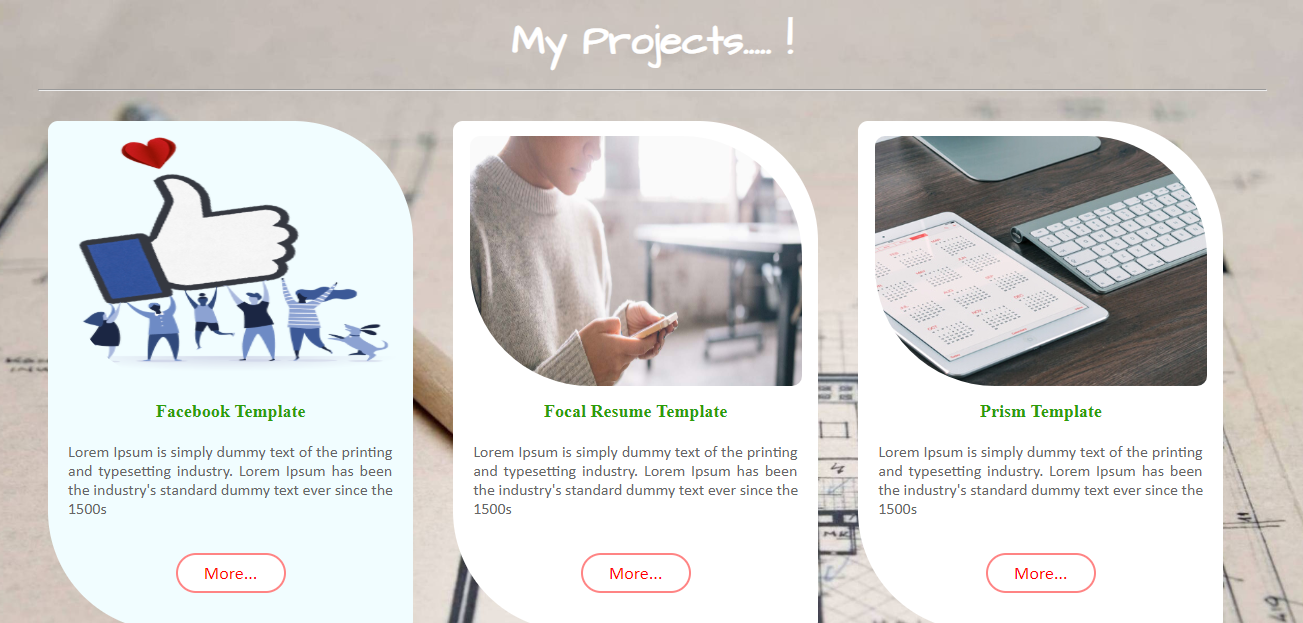 My Projects..... !
Facebook Template
Lorem Ipsum is simply dummy text of the printing
and typesetting industry. Lorem Ipsum has been
the industry's standard dummy text ever since the
1500s
More...
Focal Resume Template
Lorem Ipsum is simply dummy text of the printing
and typesetting industry. Lorem Ipsum has been
the industry's standard dummy text ever since the
1500s
More...
Prism Template
Lorem Ipsum is simply dummy text of the printing
and typesetting industry. Lorem Ipsum has been
the industry's standard dummy text ever since the
1500s
More...